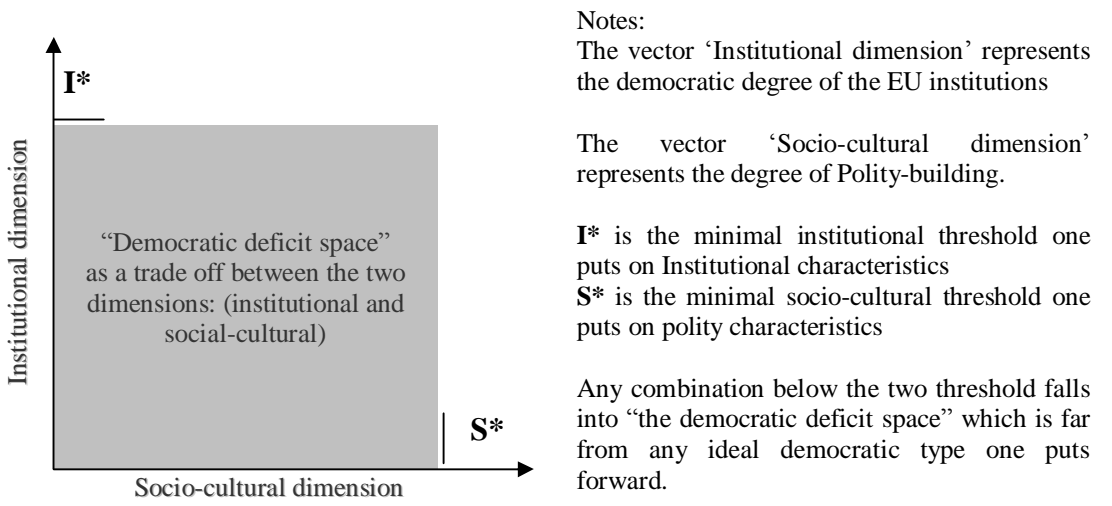 I*
Institutional dimension
“Democratic deficit space”
as a trade off between the two
dimensions: (institutional and
social-cultural)
S*
Socio-cultural dimension
Notes:
The vector ‘Institutional dimension’ represents
the democratic degree of the EU institutions
The vector ‘Socio-cultural dimension’
represents the degree of Polity-building.
I* is the minimal institutional threshold one
puts on Institutional characteristics
S* is the minimal socio-cultural threshold one
puts on polity characteristics
Any combination below the two threshold falls
into “the democratic deficit space” which is far
from any ideal democratic type one puts
forward.